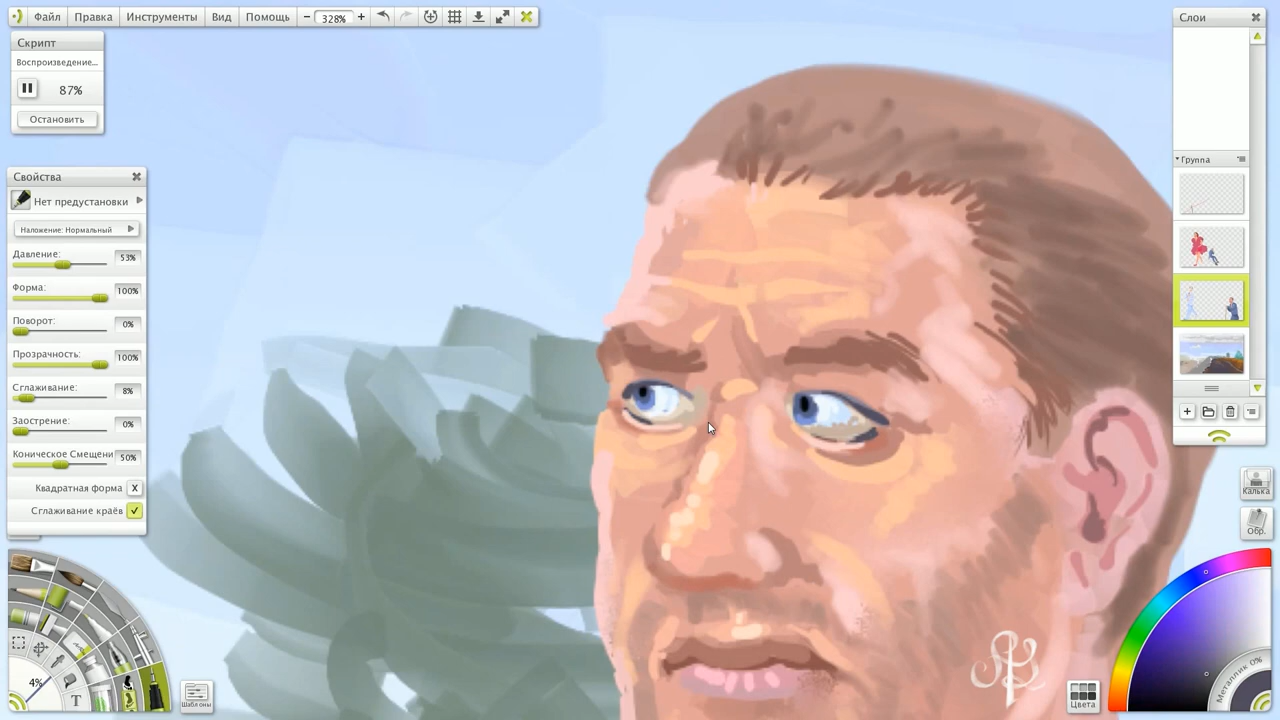 Файл Правка Инструменты Вид Помощь 328%
Скрипт
Воспроизведение...
87%
Остановить
Свойства
Нет предустановки
Наложение: Нормальный
Давление: 53%
Форма: 100%
Поворот: 0%
Прозрачность: 100%
Сглаживание: 8%
Заострение: 0%
Коническое Смещени 50%
Квадратная форма X
Сглаживание краёв
4%
T
Шаблоны
Слои
Группа
Калька
Обр.
Металлик 0%
Цвета